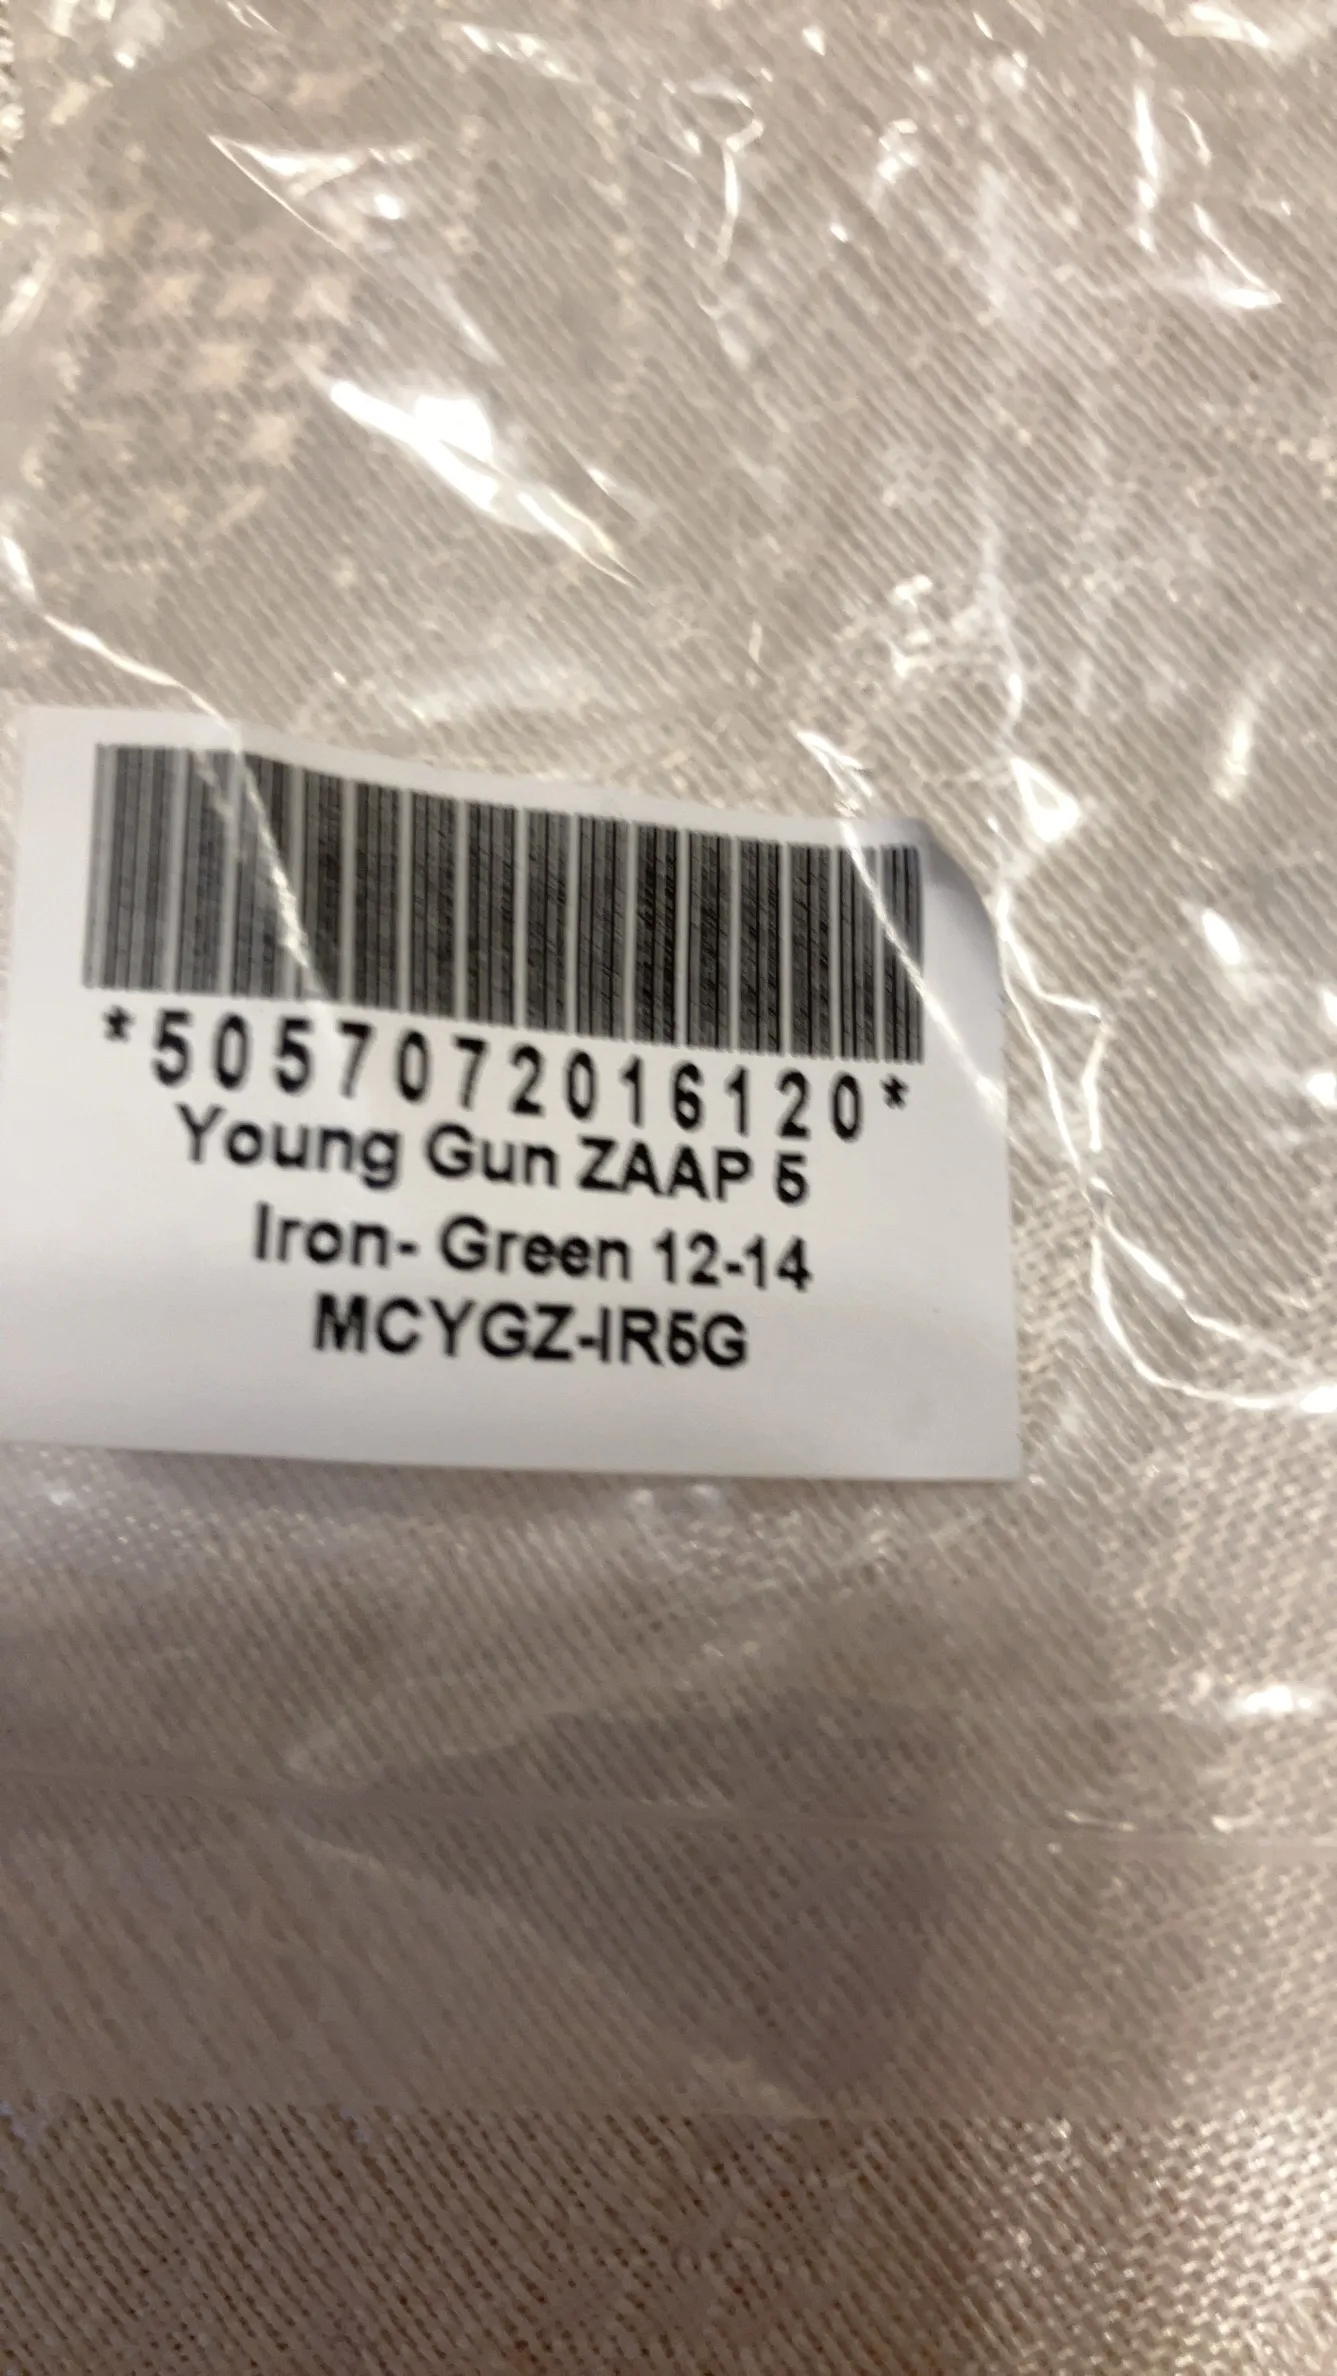 *5057072016120*
Young Gun ZAAP 5
Iron- Green 12-14
MCYGZ-IR5G